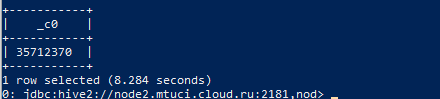 +-----------+
|    _c0    |
+-----------+
| 35712370  |
+-----------+
1 row selected (8.284 seconds)
0: jdbc:hive2://node2.mtuci.cloud.ru:2181,nod>